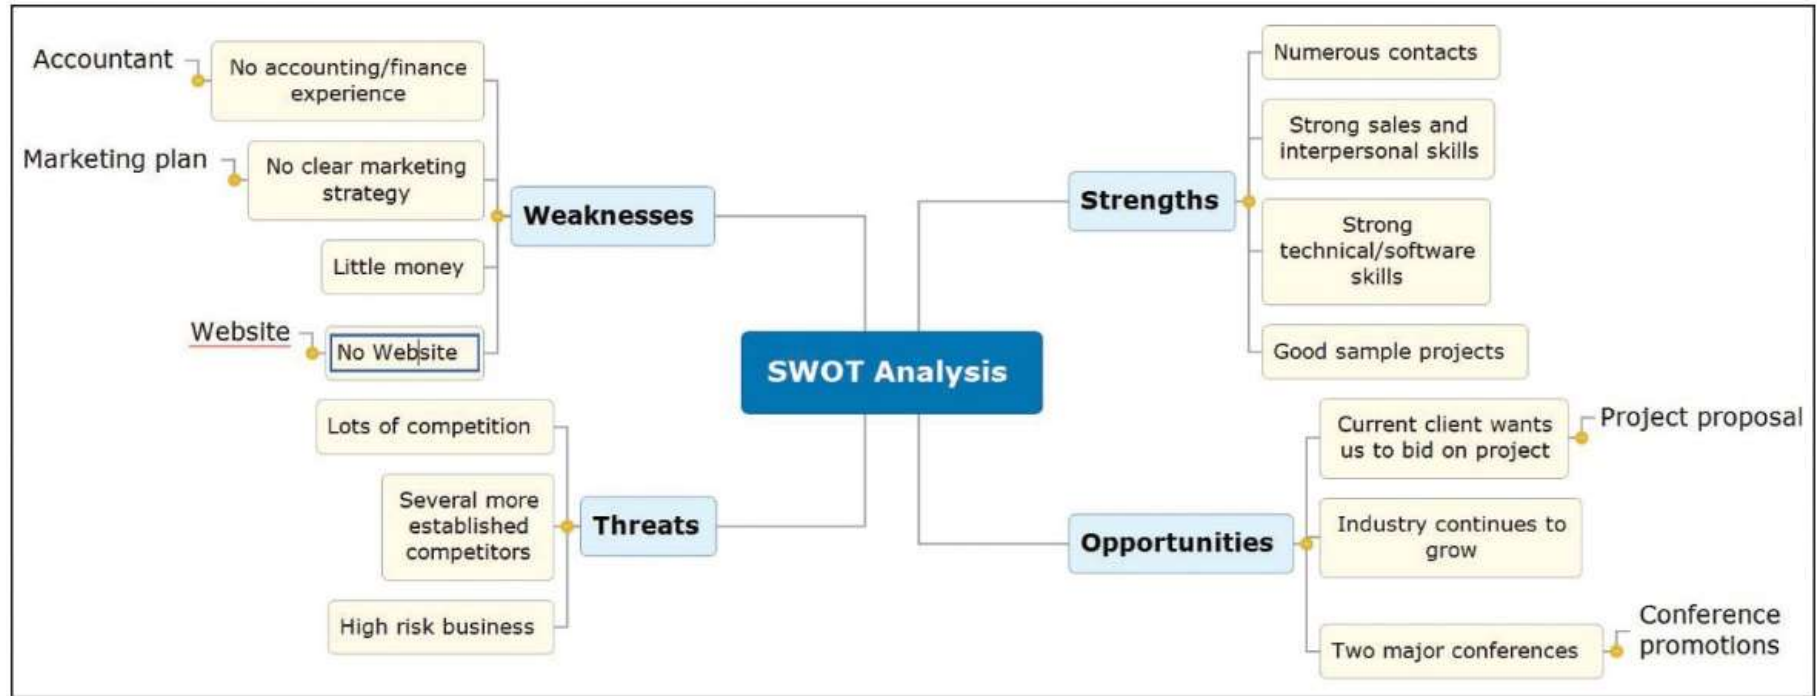 Accountant
No accounting/finance
experience
Marketing plan
No clear marketing
strategy
Weaknesses
Little money
Website
No Website
Lots of competition
Several more
established
competitors
Threats
High risk business
SWOT Analysis
Numerous contacts
Strong sales and
interpersonal skills
Strengths
Strong
technical/software
skills
Good sample projects
Current client wants
us to bid on project
Project proposal
Opportunities
Industry continues to
grow
Two major conferences
Conference
promotions